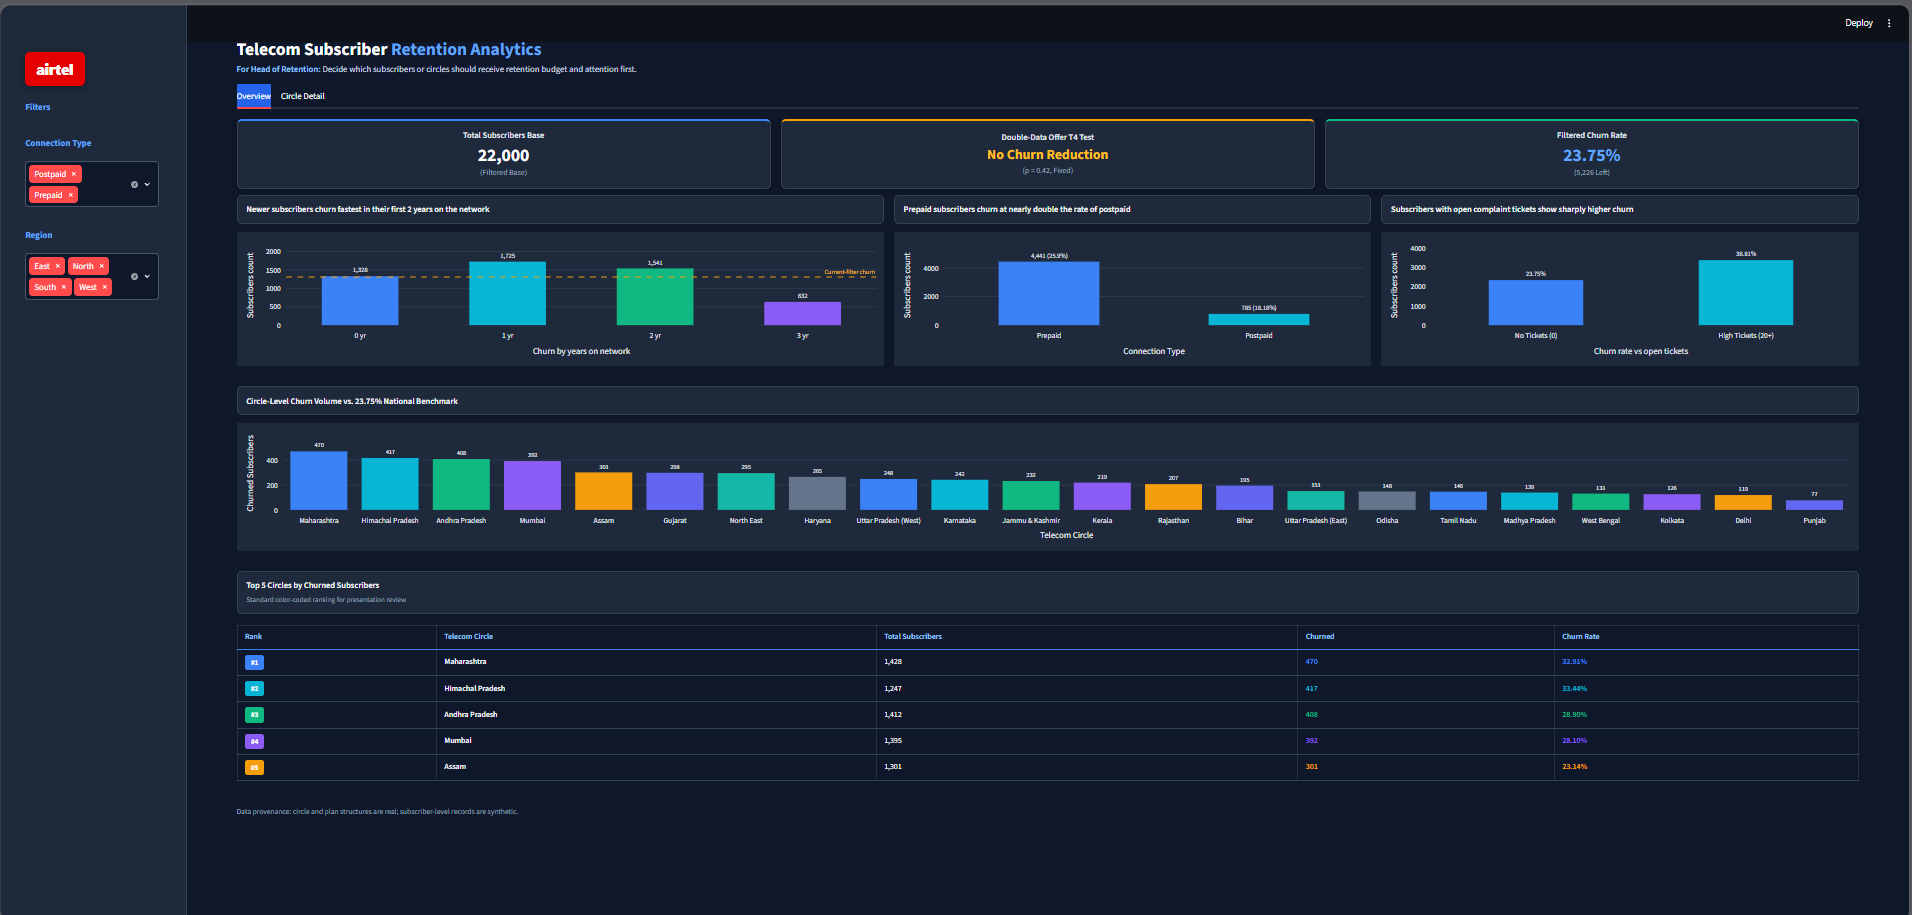 Deploy
airtel
Filters
Connection Type
Postpaid ×
Prepaid ×
Region
East × North ×
South × West ×
Telecom Subscriber Retention Analytics
For Head of Retention: Decide which subscribers or circles should receive retention budget and attention first.
Overview Circle Detail
Total Subscribers Base
22,000
(Filtered Base)
Double-Data Offer T4 Test
No Churn Reduction
(p = 0.42, Fixed)
Filtered Churn Rate
23.75%
(5,226 Left)
Newer subscribers churn fastest in their first 2 years on the network
Subscribers count
2000
1500
1000
500
0
1,328
1,725
1,541
632
Current-filter churn
0 yr
1 yr
2 yr
3 yr
Churn by years on network
Prepaid subscribers churn at nearly double the rate of postpaid
Subscribers count
4000
2000
0
4,441 (25.9%)
785 (16.18%)
Prepaid
Postpaid
Connection Type
Subscribers with open complaint tickets show sharply higher churn
Subscribers count
4000
3000
2000
1000
0
23.75%
36.81%
No Tickets (0)
High Tickets (20+)
Churn rate vs open tickets
Circle-Level Churn Volume vs. 23.75% National Benchmark
Churned Subscribers
400
200
0
470
417
408
392
301
298
295
265
248
242
232
219
207
195
151
148
146
139
131
126
119
77
Maharashtra
Himachal Pradesh
Andhra Pradesh
Mumbai
Assam
Gujarat
North East
Haryana
Uttar Pradesh (West)
Karnataka
Jammu & Kashmir
Kerala
Rajasthan
Bihar
Uttar Pradesh (East)
Odisha
Tamil Nadu
Madhya Pradesh
West Bengal
Kolkata
Delhi
Punjab
Telecom Circle
Top 5 Circles by Churned Subscribers
Standard color-coded ranking for presentation review
Rank Telecom Circle Total Subscribers Churned Churn Rate
#1 Maharashtra 1,428 470 32.91%
#2 Himachal Pradesh 1,247 417 33.44%
#3 Andhra Pradesh 1,412 408 28.90%
#4 Mumbai 1,395 392 28.10%
#5 Assam 1,301 301 23.14%
Data provenance: circle and plan structures are real; subscriber-level records are synthetic.